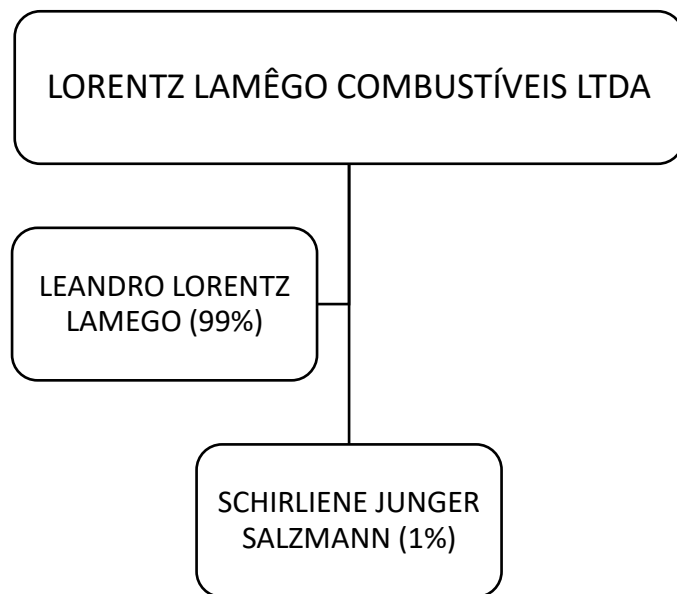 LORENTZ LAMÊGO COMBUSTÍVEIS LTDA
LEANDRO LORENTZ
LAMEGO (99%)
SCHIRLIENE JUNGER
SALZMANN (1%)